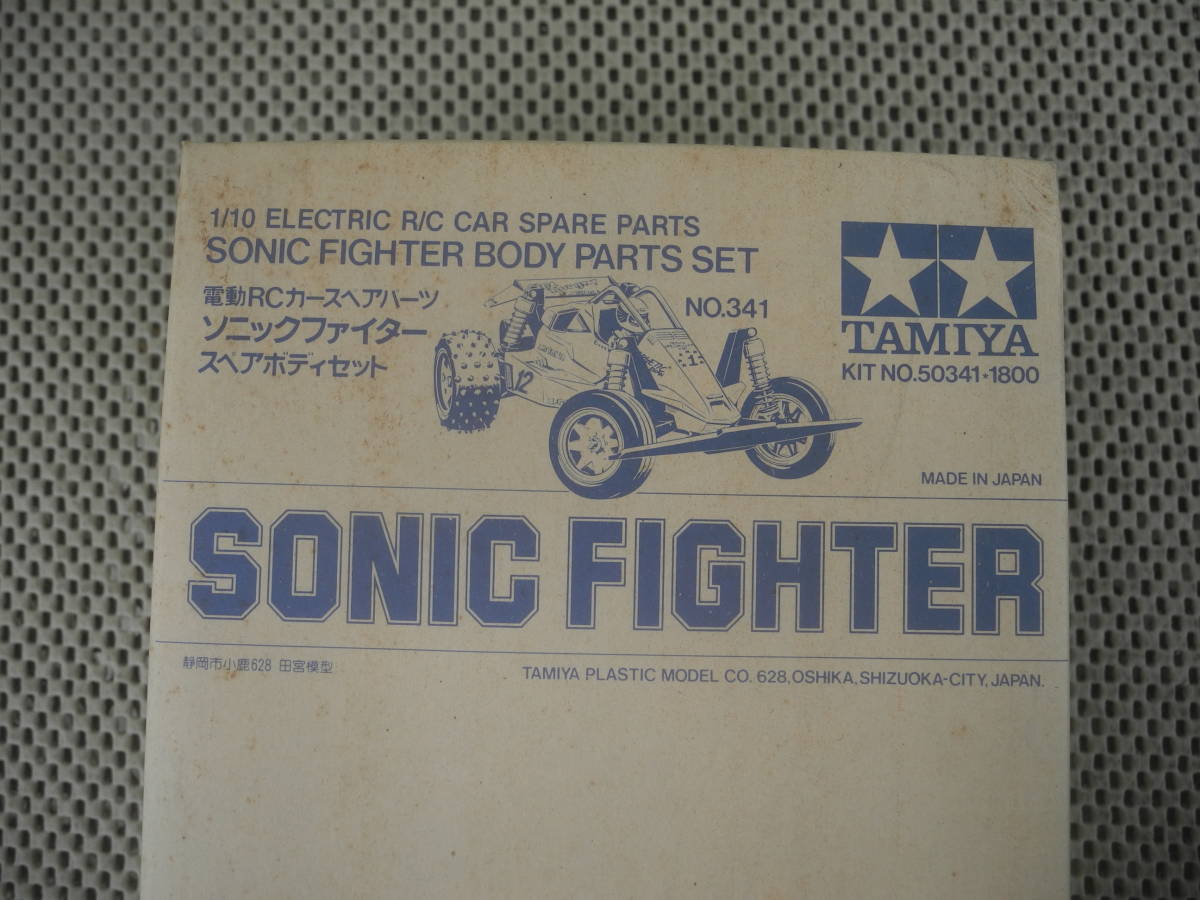 1/10 ELECTRIC R/C CAR SPARE PARTS
SONIC FIGHTER BODY PARTS SET
電動RCカースペアパーツ
ソニックファイター
スペアボディセット
NO.341
TAMIYA
KIT NO.50341★1800
MADE IN JAPAN
SONIC FIGHTER
静岡市小鹿628 田宮模型
TAMIYA PLASTIC MODEL CO. 628, OSHIKA, SHIZUOKA-CITY, JAPAN.